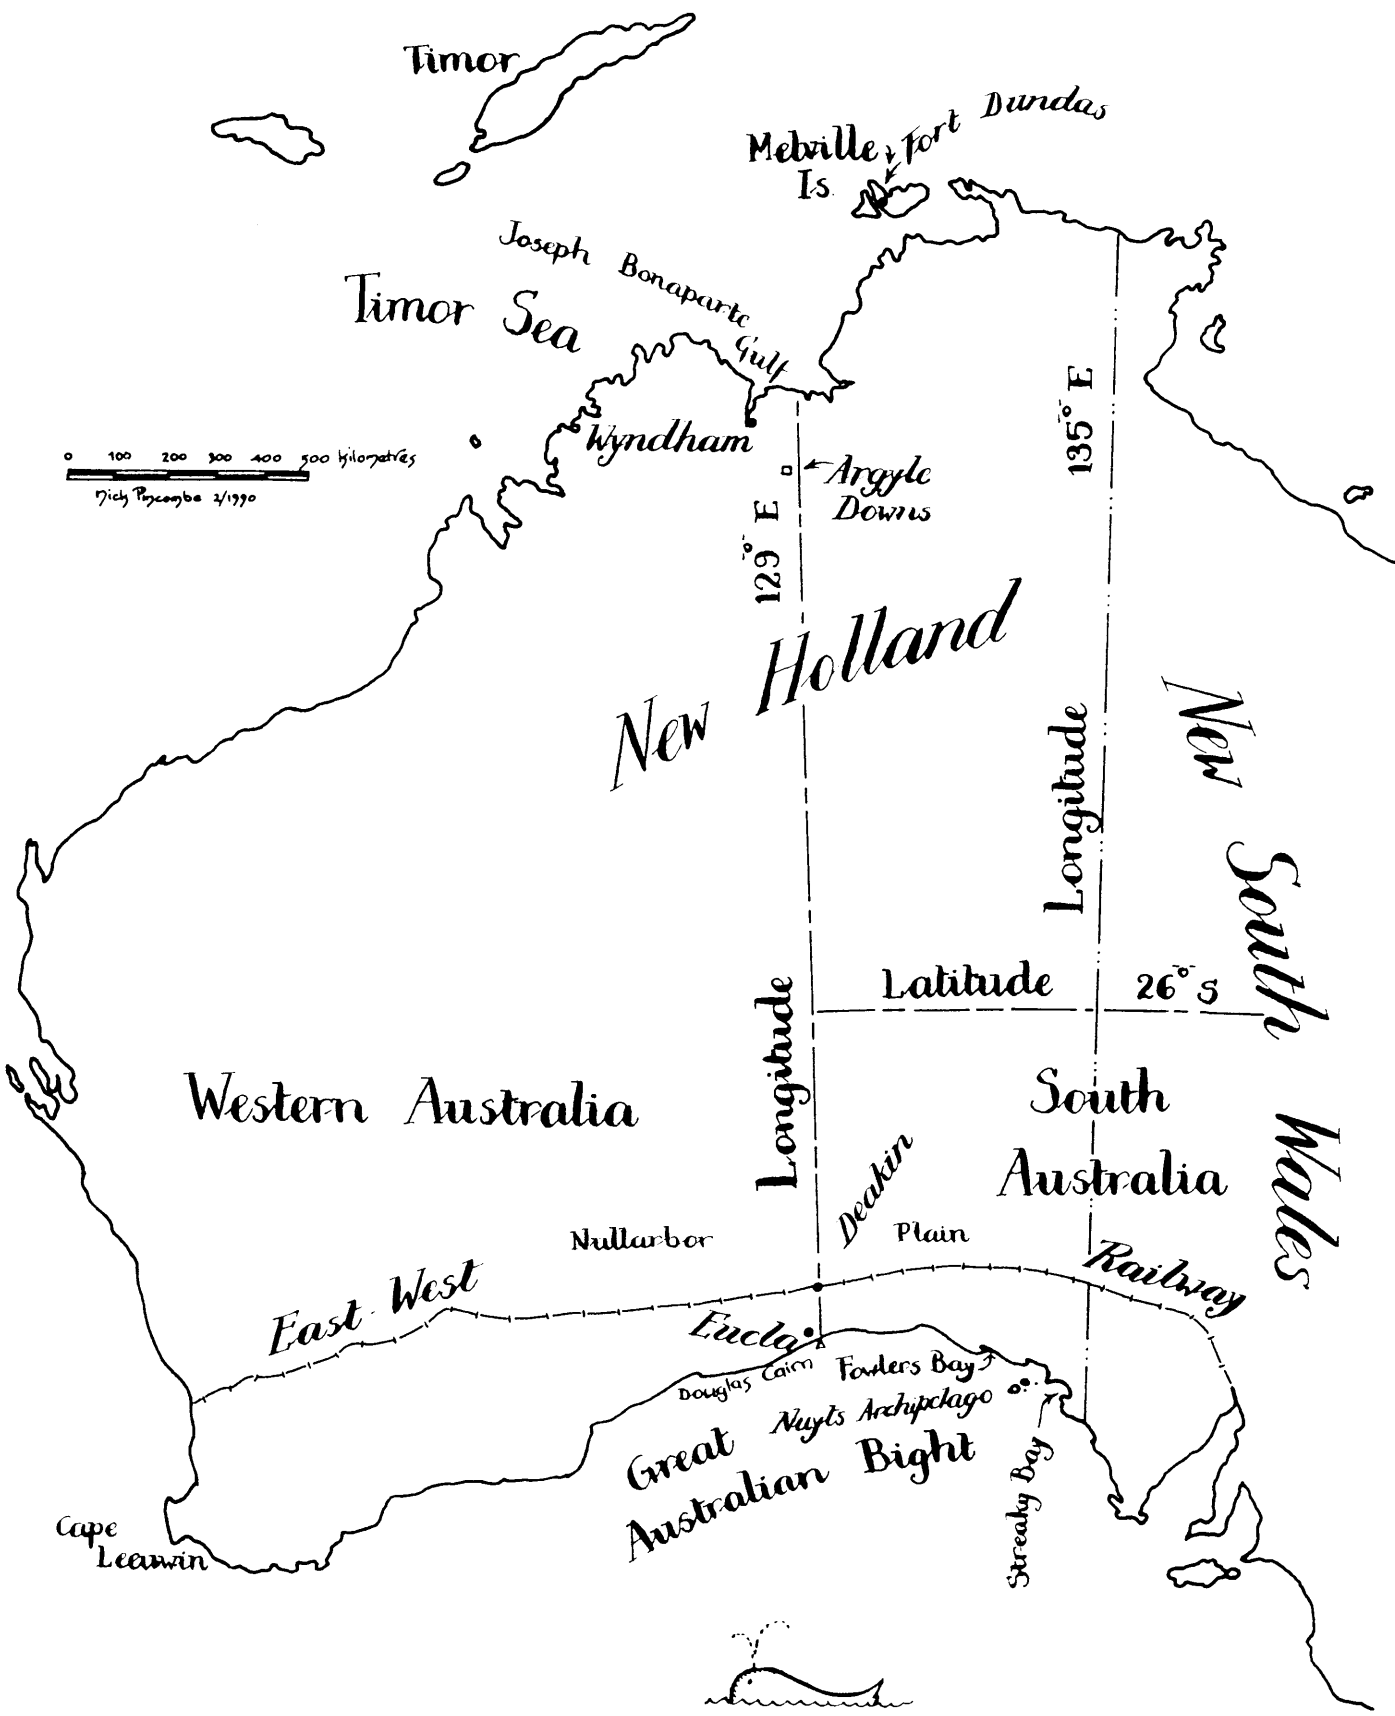 Timor
Fort Dundas
Melville
Is.
Joseph Bonaparte
Gulf
Timor Sea
Wyndham
0 100 200 300 400 500 kilometres
2/1990
Argyle
Downs
129° E
135° E
New Holland
New South Wales
Longitude
Longitude
Latitude 26° S
Western Australia
South
Australia
Deakin
Nullarbor Plain
East-West Railway
Eucla
Douglas Cairn
Fowlers Bay
Nuyts Archipelago
Great
Australian Bight
Streaky Bay
Cape
Leeuwin